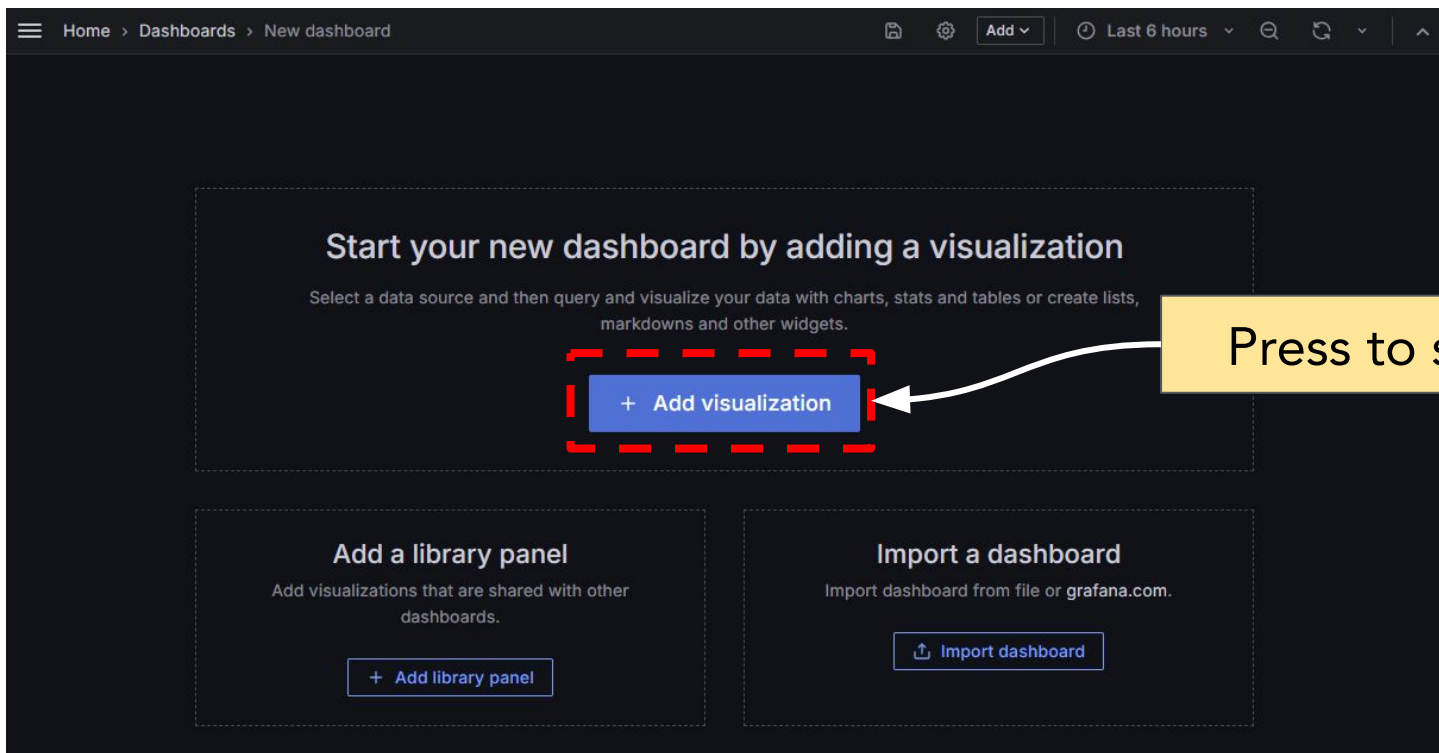 Home › Dashboards › New dashboard
Add
Last 6 hours
Start your new dashboard by adding a visualization
Select a data source and then query and visualize your data with charts, stats and tables or create lists,
markdowns and other widgets.
Press to
+ Add visualization
Add a library panel
Add visualizations that are shared with other
dashboards.
+ Add library panel
Import a dashboard
Import dashboard from file or grafana.com.
Import dashboard